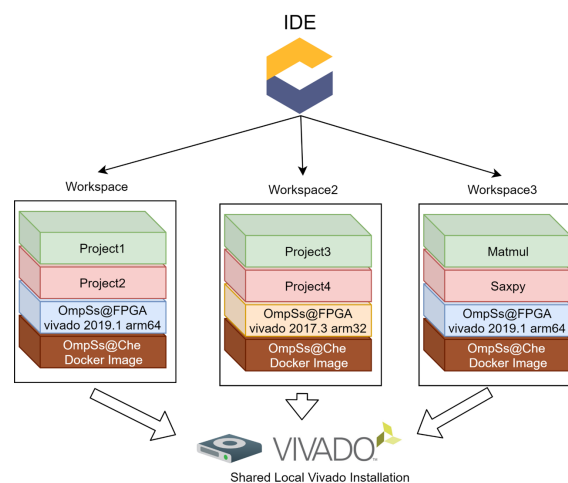 IDE
Workspace
Workspace2
Workspace3
Project1
Project2
OmpSs@FPGA
vivado 2019.1 arm64
OmpSs@Che
Docker Image
Project3
Project4
OmpSs@FPGA
vivado 2017.3 arm32
OmpSs@Che
Docker Image
Matmul
Saxpy
OmpSs@FPGA
vivado 2019.1 arm64
OmpSs@Che
Docker Image
VIVADO
Shared Local Vivado Installation